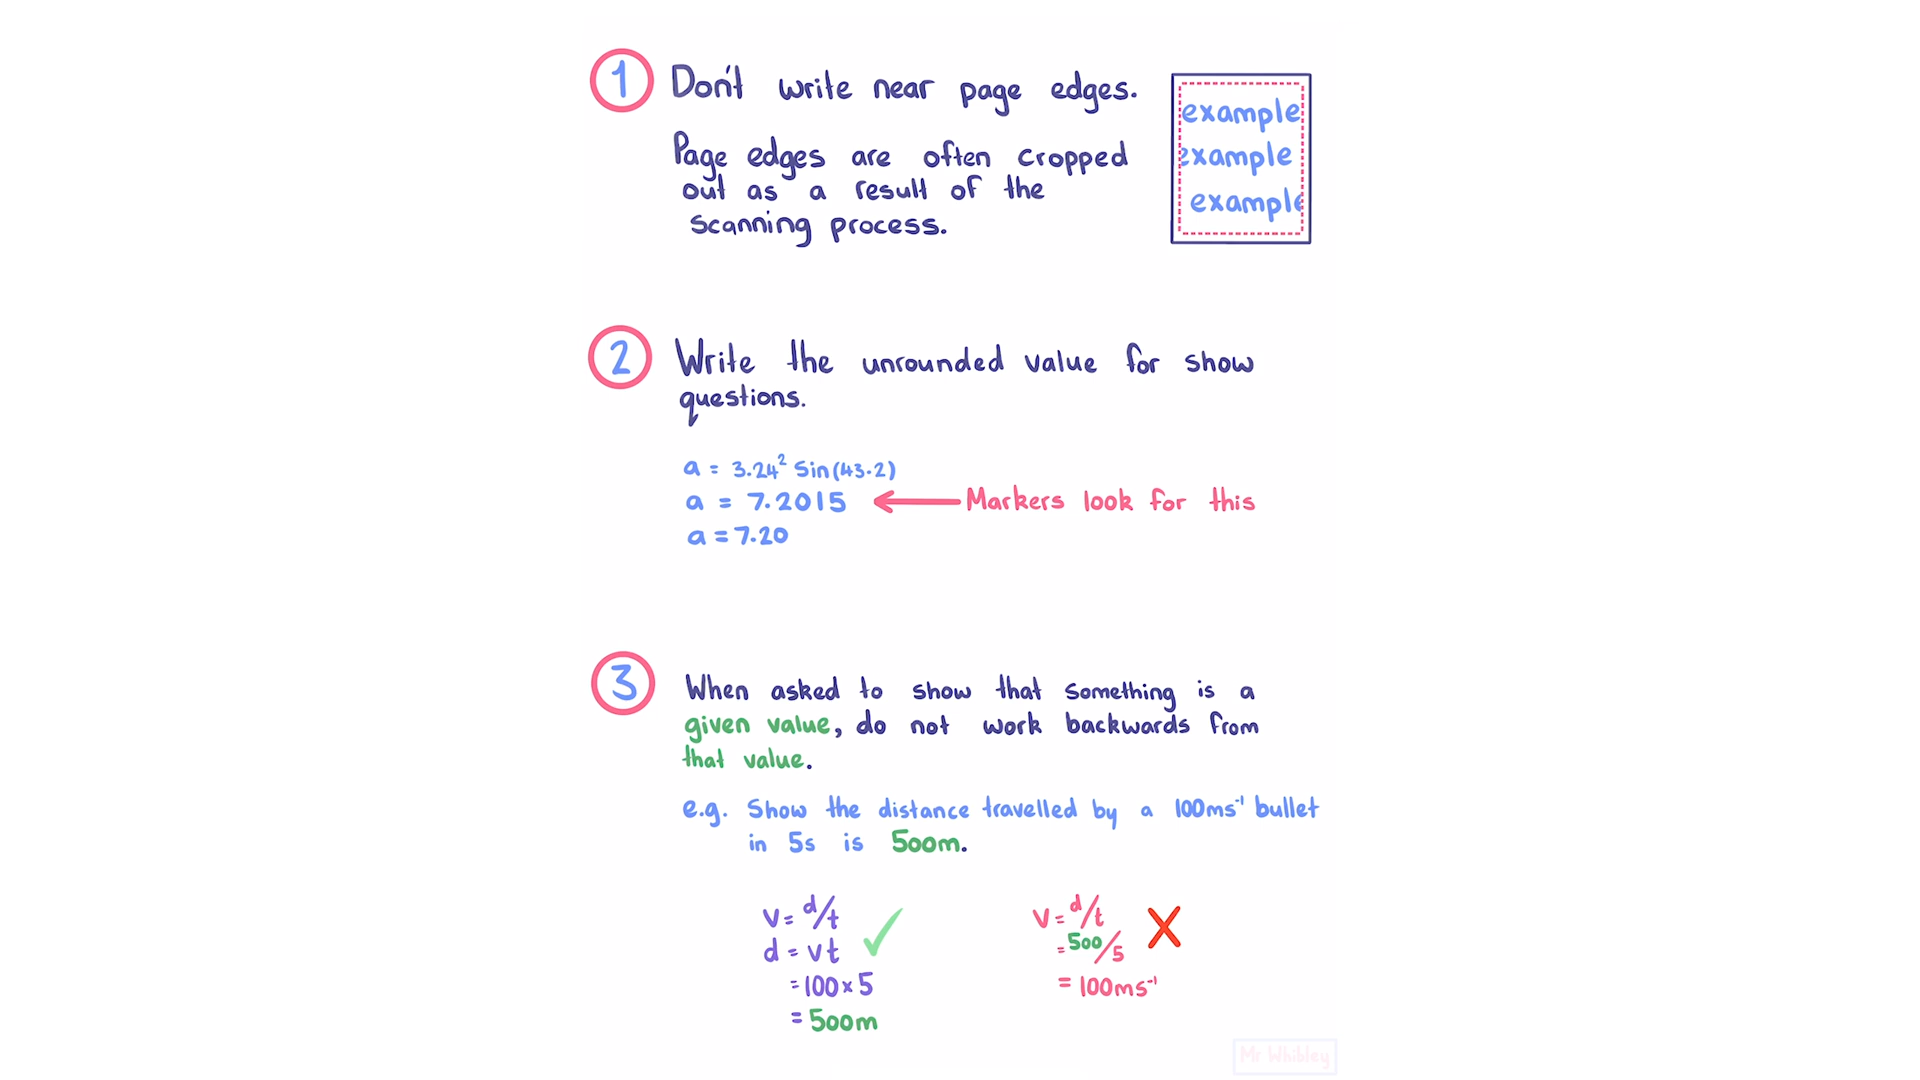 1 Don't write near page edges.
Page edges are often cropped
out as a result of the
scanning process.
example
example
example
2 Write the unrounded value for show
questions.
a = 3.24² Sin(43.2)
a = 7.2015 ← Markers look for this
a = 7.20
3 When asked to show that something is a
given value, do not work backwards from
that value.
e.g. Show the distance travelled by a 100ms⁻¹ bullet
in 5s is 500m.
v = d/t ✓
d = vt
= 100 × 5
= 500m
v = d/t X
= 500/5
= 100ms⁻¹
Mr Whibley